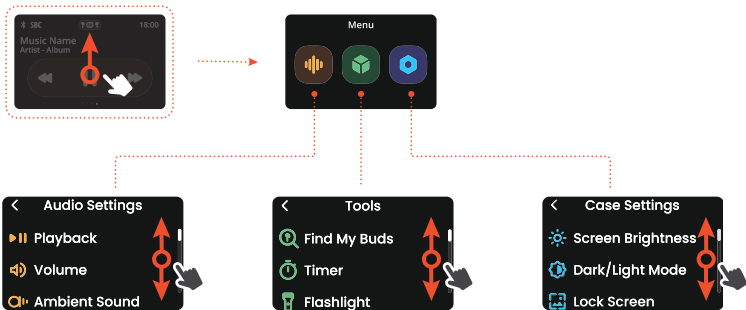 SBC
18:00
Music Name
Artist - Album
Menu
Audio Settings
Playback
Volume
Ambient Sound
Tools
Find My Buds
Timer
Flashlight
Case Settings
Screen Brightness
Dark/Light Mode
Lock Screen